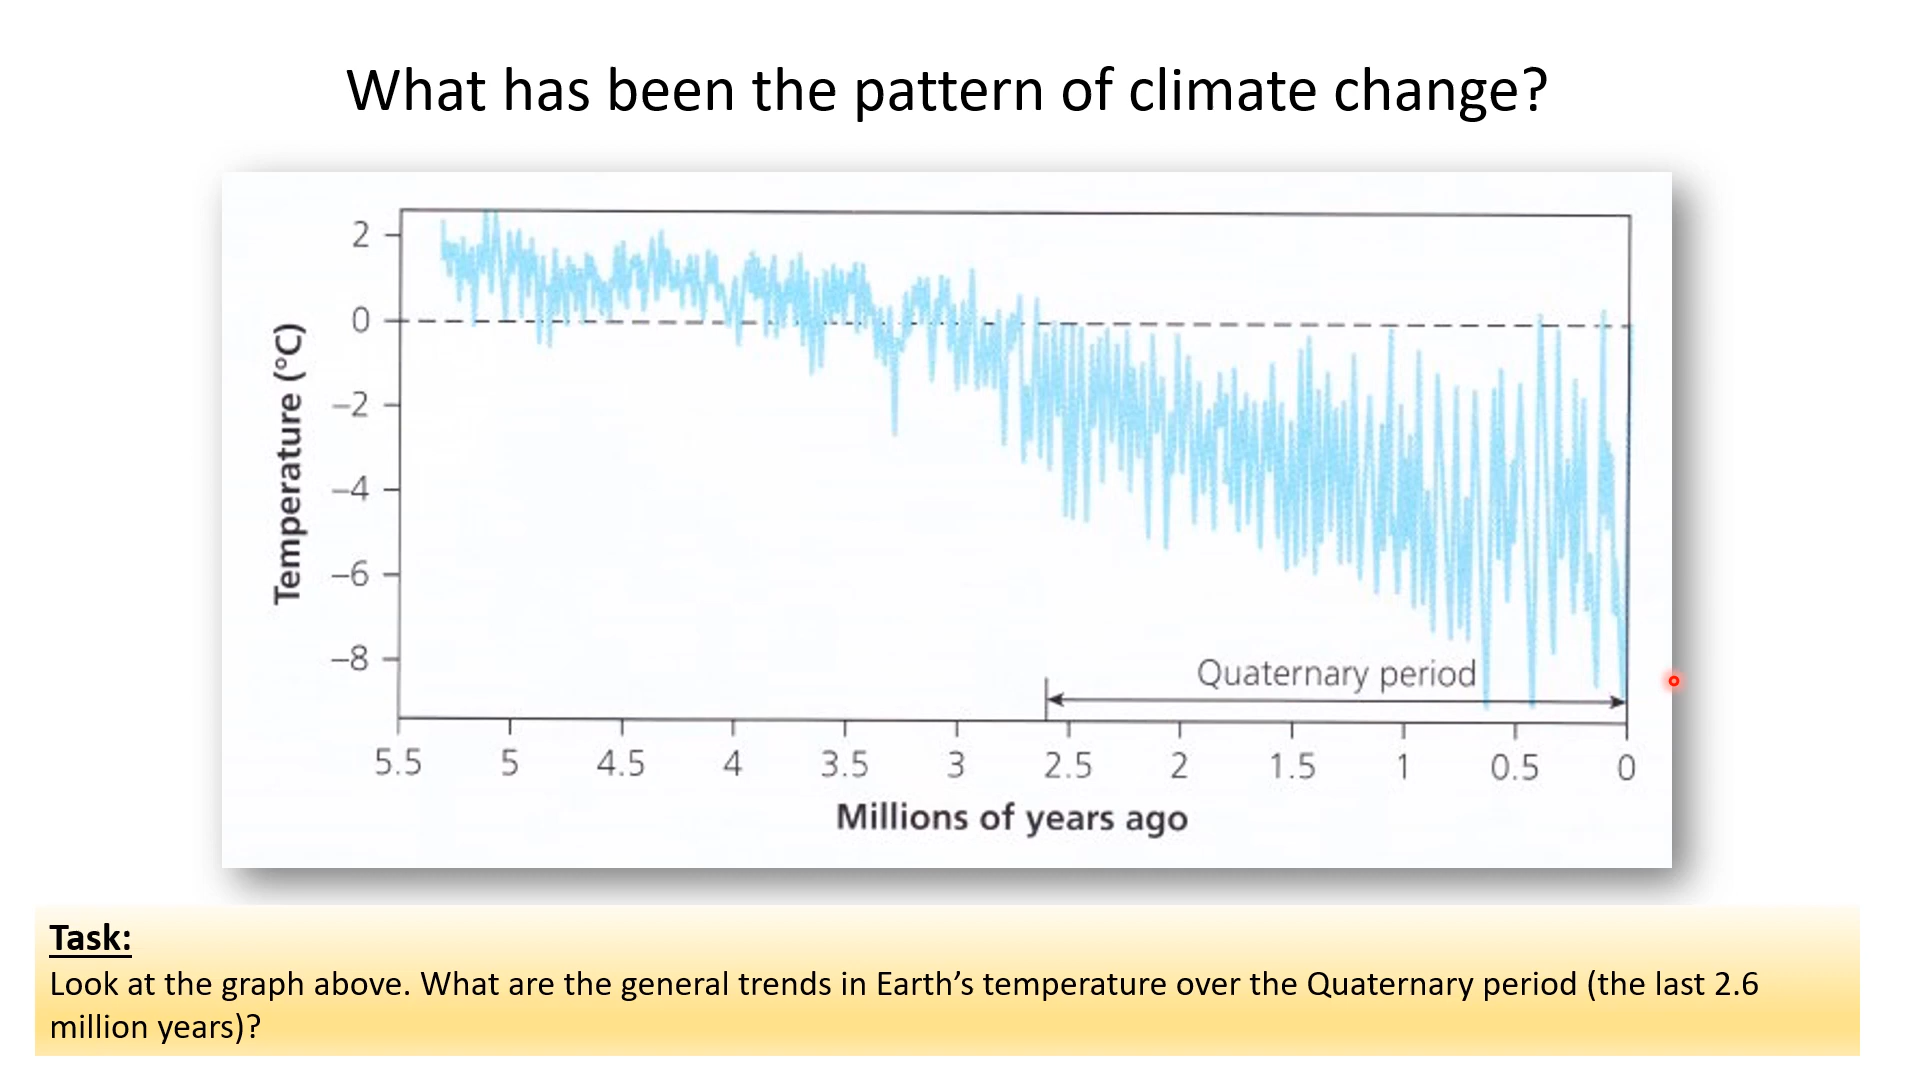 What has been the pattern of climate change?
2
0
–2
–4
–6
–8
Temperature (°C)
Quaternary period
5.5 5 4.5 4 3.5 3 2.5 2 1.5 1 0.5 0
Millions of years ago
Task:
Look at the graph above. What are the general trends in Earth’s temperature over the Quaternary period (the last 2.6
million years)?